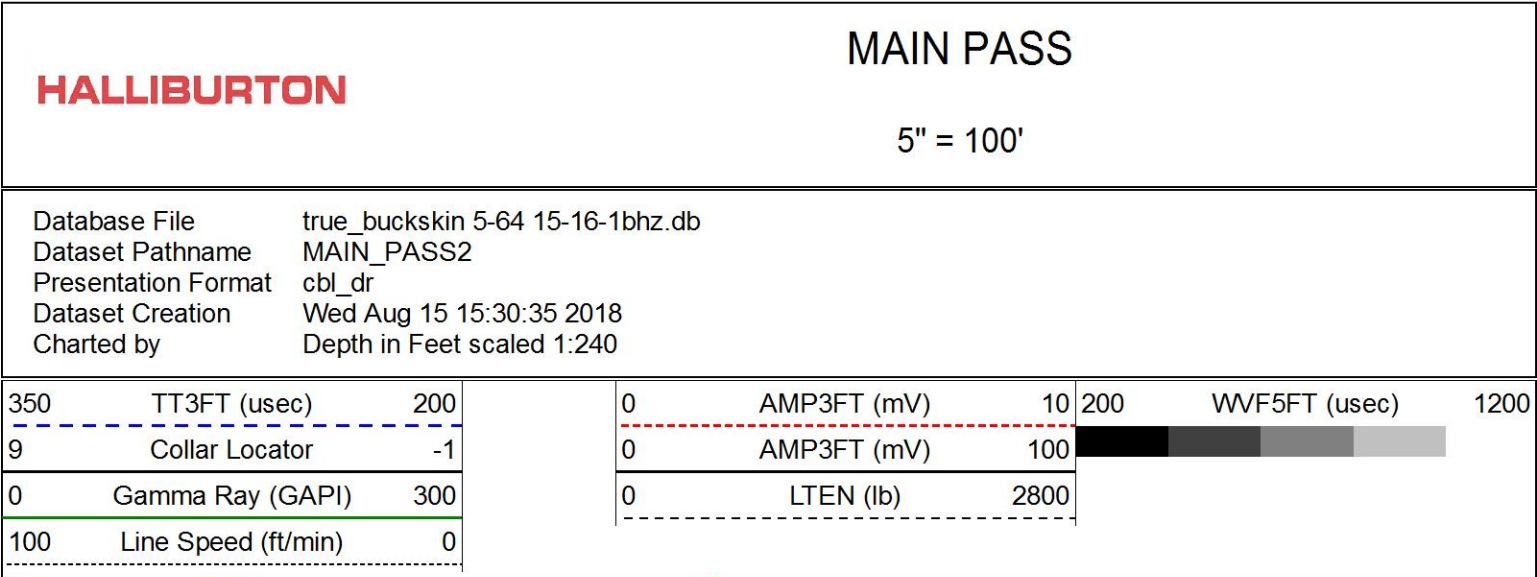 HALLIBURTON
MAIN PASS
5" = 100'
Database File true_buckskin 5-64 15-16-1bhz.db
Dataset Pathname MAIN_PASS2
Presentation Format cbl_dr
Dataset Creation Wed Aug 15 15:30:35 2018
Charted by Depth in Feet scaled 1:240
350 TT3FT (usec) 200 0 AMP3FT (mV) 10 200 WVF5FT (usec) 1200
9 Collar Locator -1 0 AMP3FT (mV) 100
0 Gamma Ray (GAPI) 300 0 LTEN (lb) 2800
100 Line Speed (ft/min) 0